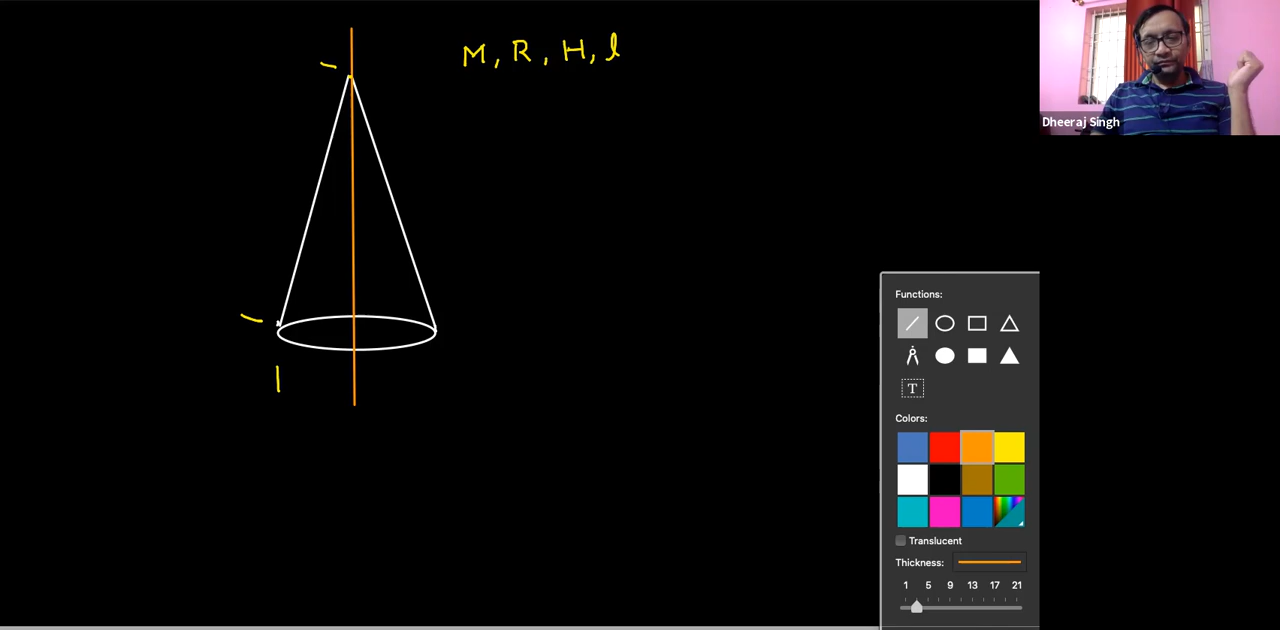 M, R, H, l
Dheeraj Singh
Functions:
T
Colors:
Translucent
Thickness:
1 5 9 13 17 21